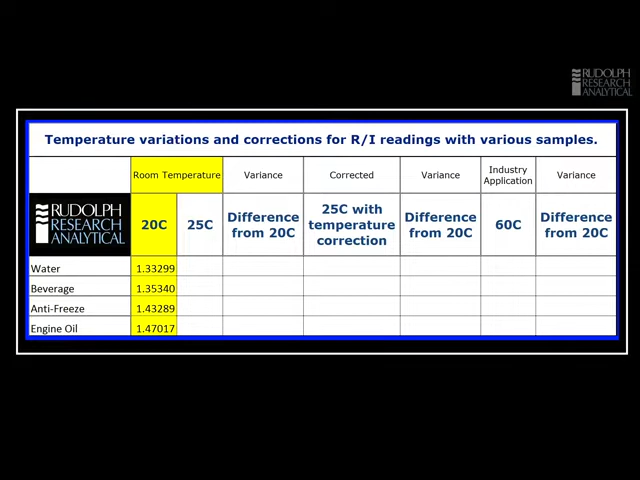 RUDOLPH
RESEARCH
ANALYTICAL
Temperature variations and corrections for R/I readings with various samples.
Room Temperature Variance Corrected Variance Industry Application Variance
RUDOLPH
RESEARCH
ANALYTICAL
20C 25C Difference from 20C 25C with temperature correction Difference from 20C 60C Difference from 20C
Water 1.33299
Beverage 1.35340
Anti-Freeze 1.43289
Engine Oil 1.47017